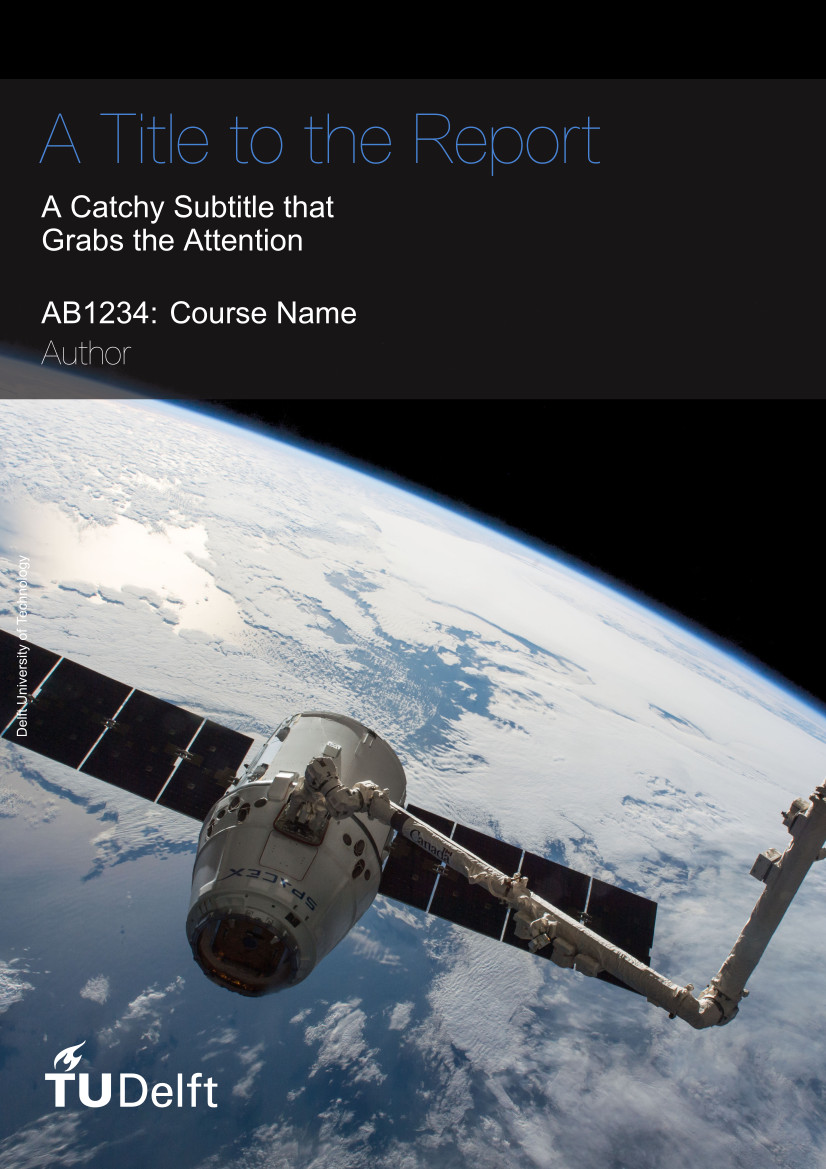 A Title to the Report
A Catchy Subtitle that
Grabs the Attention
AB1234: Course Name
Author
Delft University of Technology
Canada
SPACEX
TUDelft